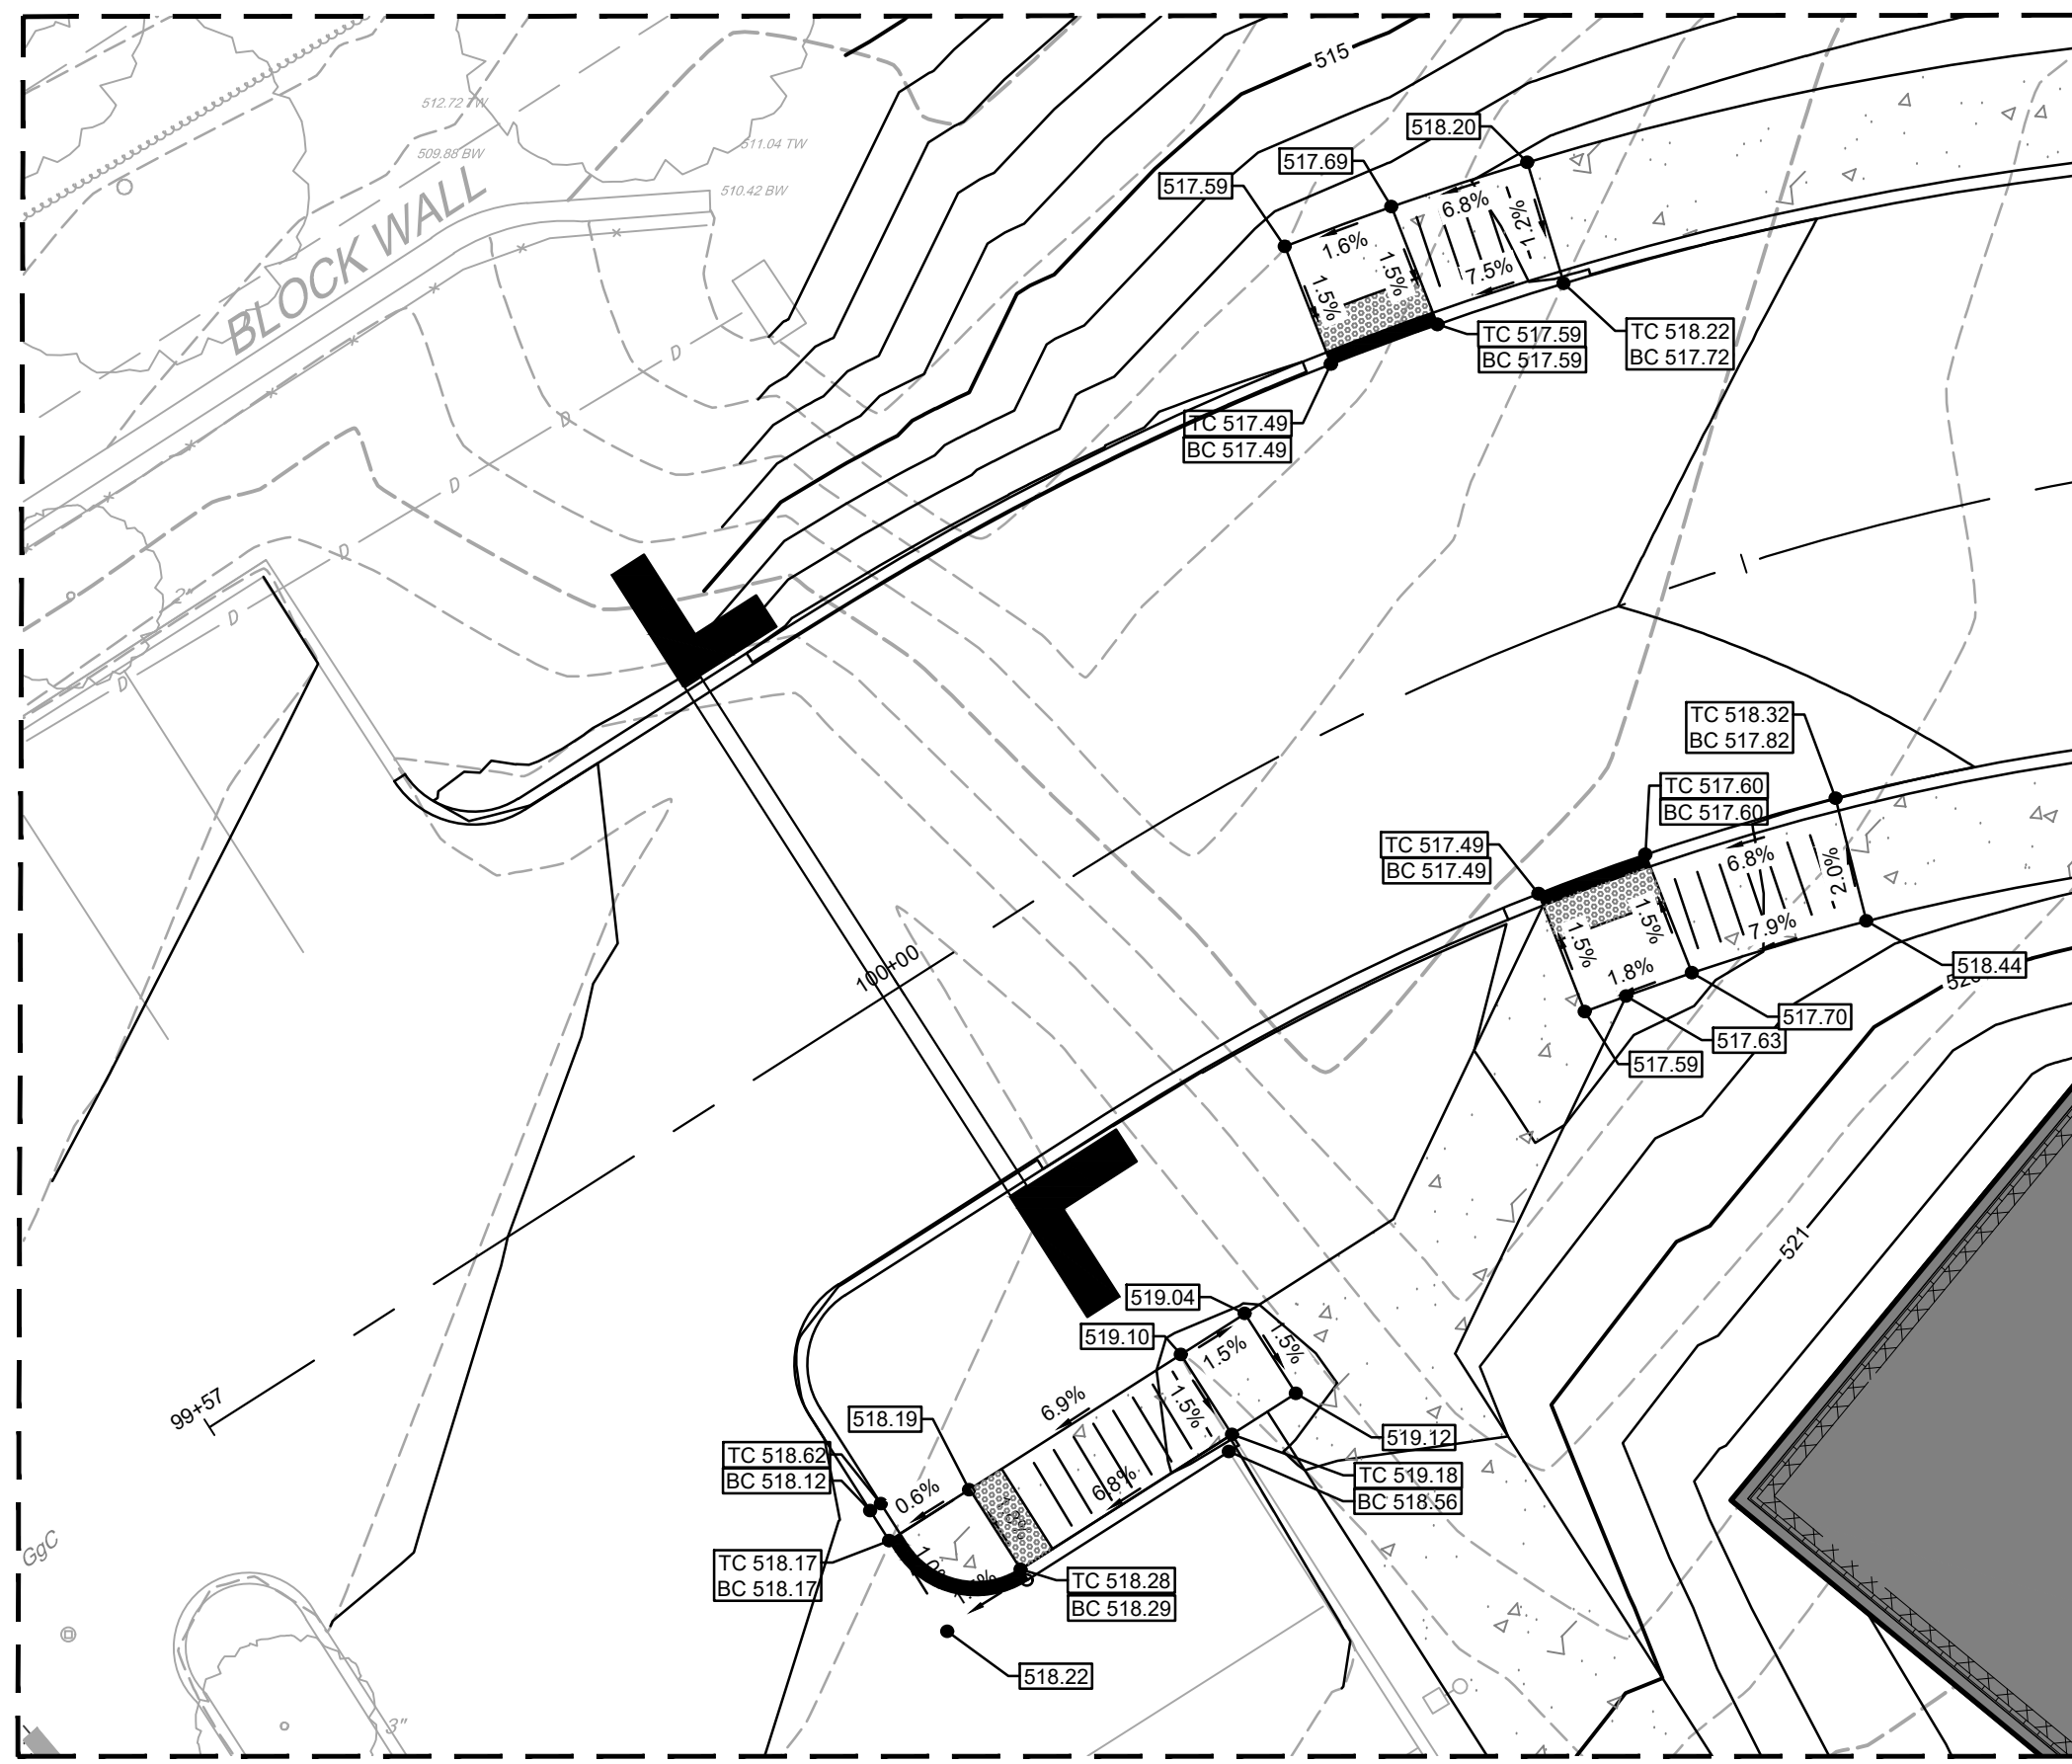 515
512.72 TW
518.20
509.88 BW
511.04 TW
517.69
517.59
510.42 BW
6.8%
1.2%
BLOCK WALL
1.6%
1.5%
7.5%
1.5%
TC 517.59
BC 517.59
TC 518.22
BC 517.72
TC 517.49
BC 517.49
D
D
D
D
D
D
2"
TC 518.32
BC 517.82
TC 517.60
BC 517.60
TC 517.49
BC 517.49
6.8%
2.0%
1.5%
1.5%
7.9%
1.8%
518.44
517.70
517.63
517.59
100+00
521
519.04
519.10
1.5%
1.5%
1.5%
6.9%
99+57
518.19
519.12
TC 518.62
BC 518.12
TC 519.18
BC 518.56
6.8%
0.6%
TC 518.17
BC 518.17
TC 518.28
BC 518.29
GgC
518.22
3"